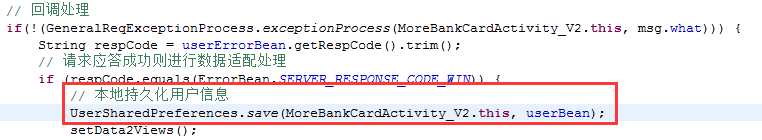 // 回调处理
if(!(GeneralReqExceptionProcess.exceptionProcess(MoreBankCardActivity_V2.this, msg.what))) {
String respCode = userErrorBean.getRespCode().trim();
// 请求应答成功则进行数据适配处理
if (respCode.equals(ErrorBean.SERVER_RESPONSE_CODE_WIN)) {
// 本地持久化用户信息
UserSharedPreferences.save(MoreBankCardActivity_V2.this, userBean);
setData2Views();